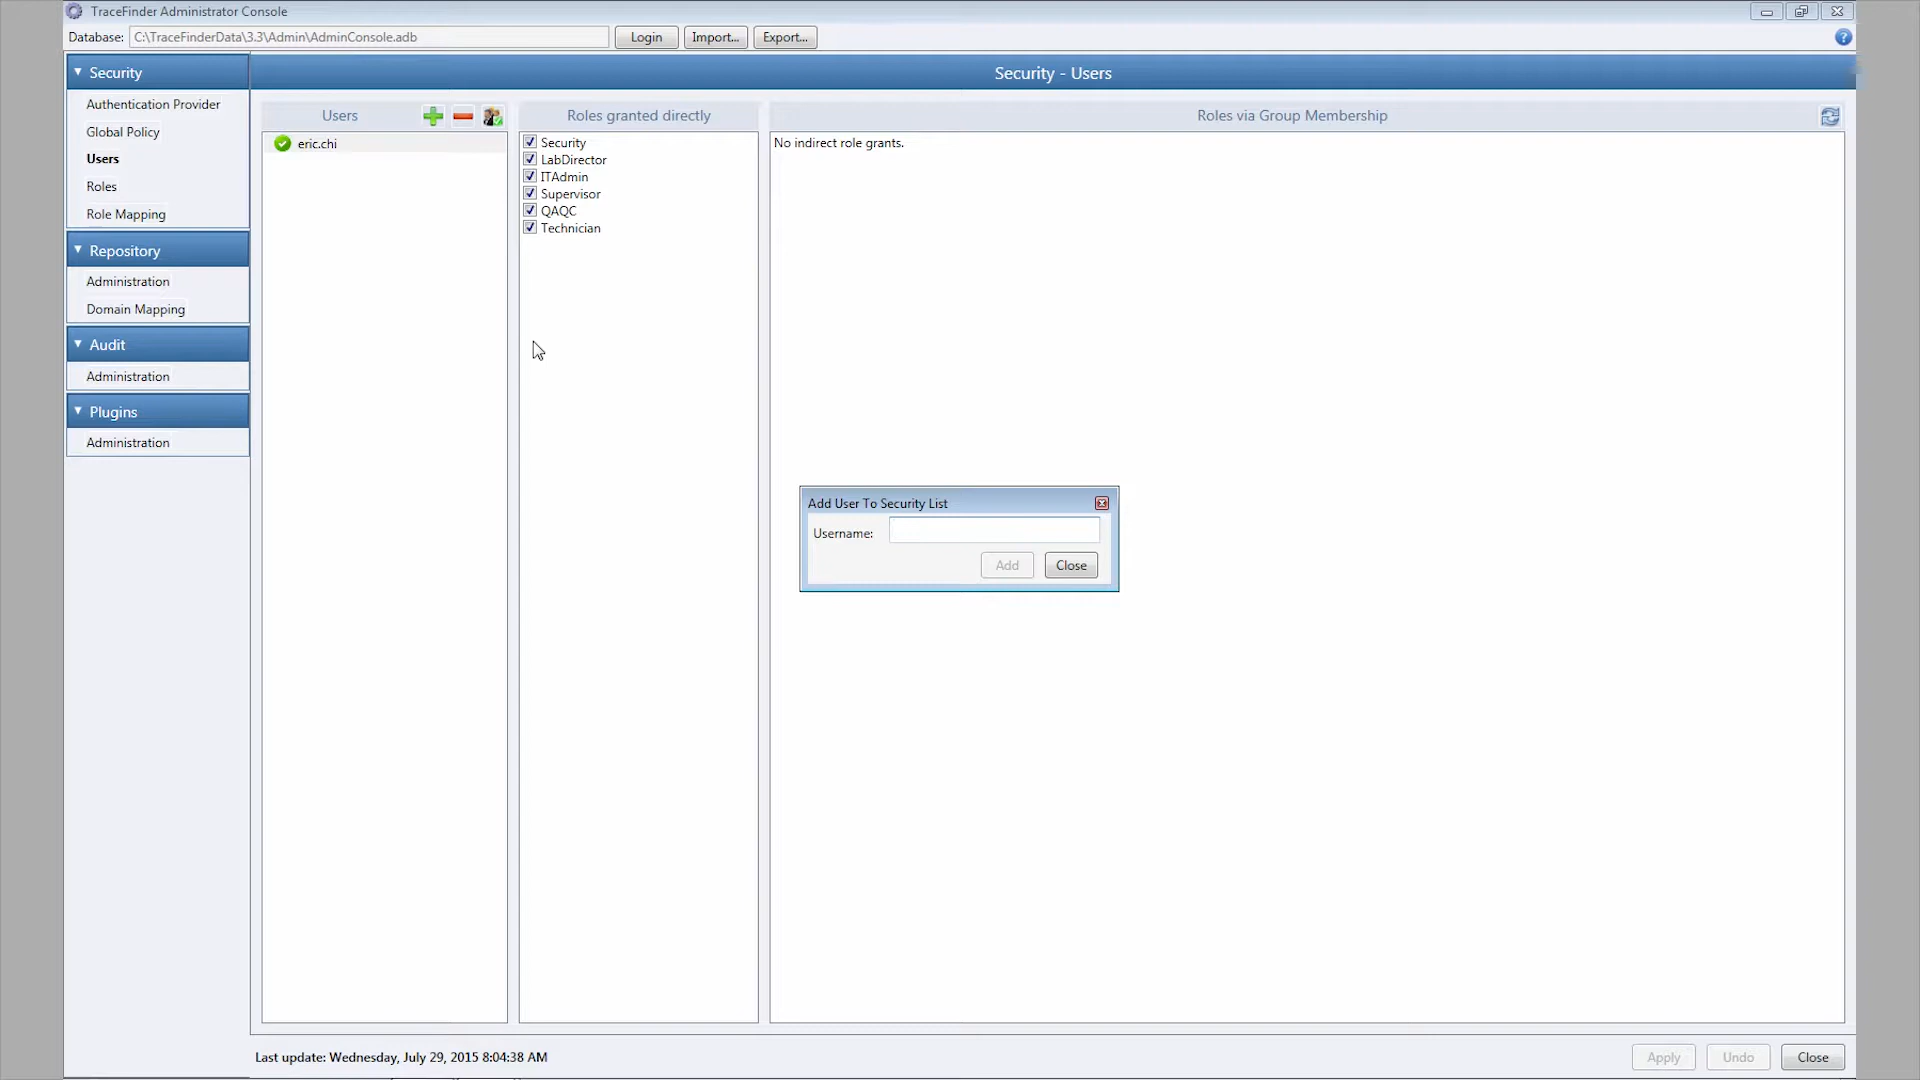 TraceFinder Administrator Console
Database: C:\TraceFinderData\3.3\Admin\AdminConsole.adb Login Import... Export...
Security
Authentication Provider
Global Policy
Users
Roles
Role Mapping
Repository
Administration
Domain Mapping
Audit
Administration
Plugins
Administration
Security - Users
Users
eric.chi
Roles granted directly
Security
LabDirector
ITAdmin
Supervisor
QAQC
Technician
Roles via Group Membership
No indirect role grants.
Add User To Security List
Username:
Add Close
Last update: Wednesday, July 29, 2015 8:04:38 AM
Apply Undo Close